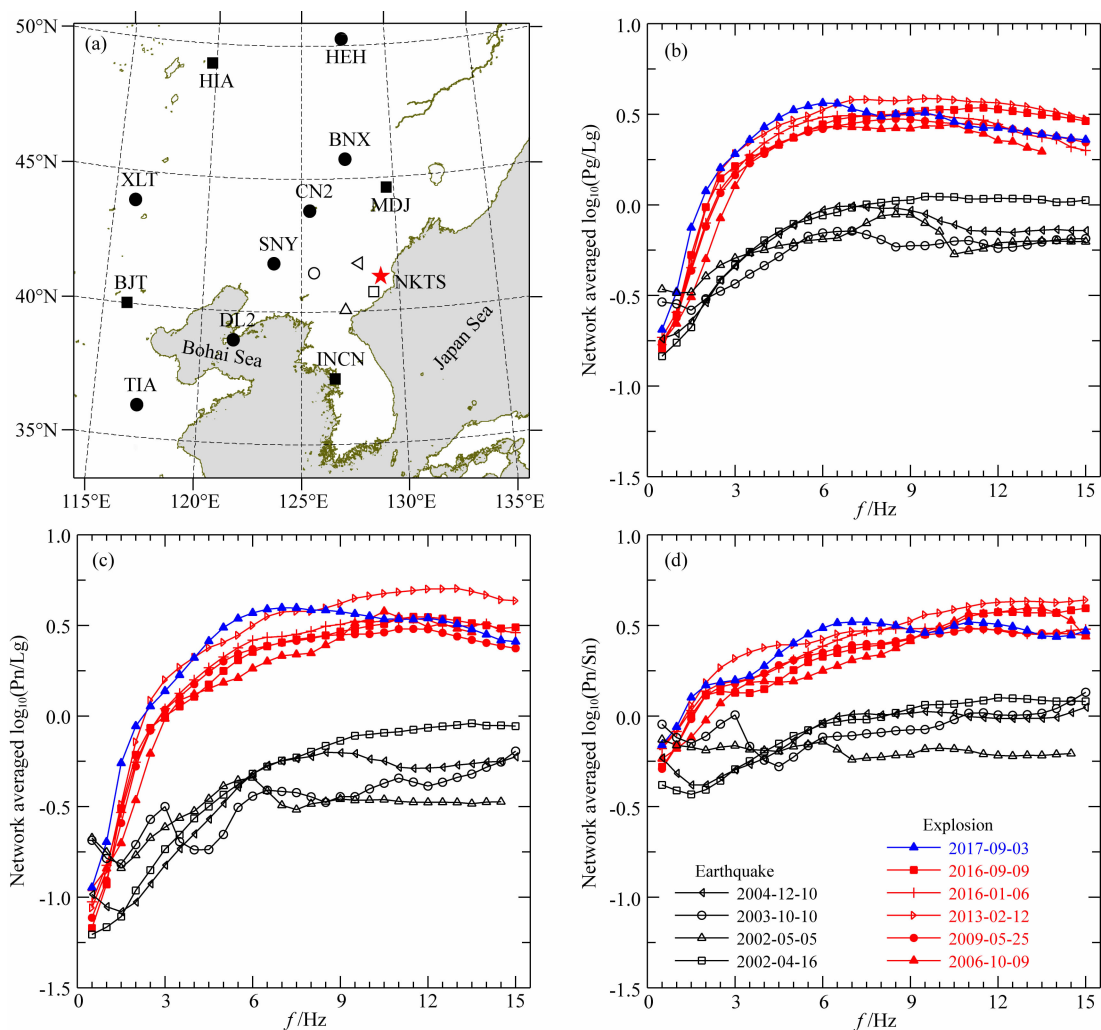 (a)
50°N
45°N
40°N
35°N
115°E
120°E
125°E
130°E
135°E
HEH
HIA
BNX
XLT
CN2
MDJ
SNY
NKTS
BJT
DL2
Bohai Sea
Japan Sea
INCN
TIA
(b)
Network averaged log10(Pg/Lg)
1.0
0.5
0.0
-0.5
-1.0
-1.5
0
3
6
9
12
15
f/Hz
(c)
Network averaged log10(Pn/Lg)
1.0
0.5
0.0
-0.5
-1.0
-1.5
0
3
6
9
12
15
f/Hz
(d)
Network averaged log10(Pn/Sn)
1.0
0.5
0.0
-0.5
-1.0
-1.5
0
3
6
9
12
15
f/Hz
Earthquake
2004-12-10
2003-10-10
2002-05-05
2002-04-16
Explosion
2017-09-03
2016-09-09
2016-01-06
2013-02-12
2009-05-25
2006-10-09